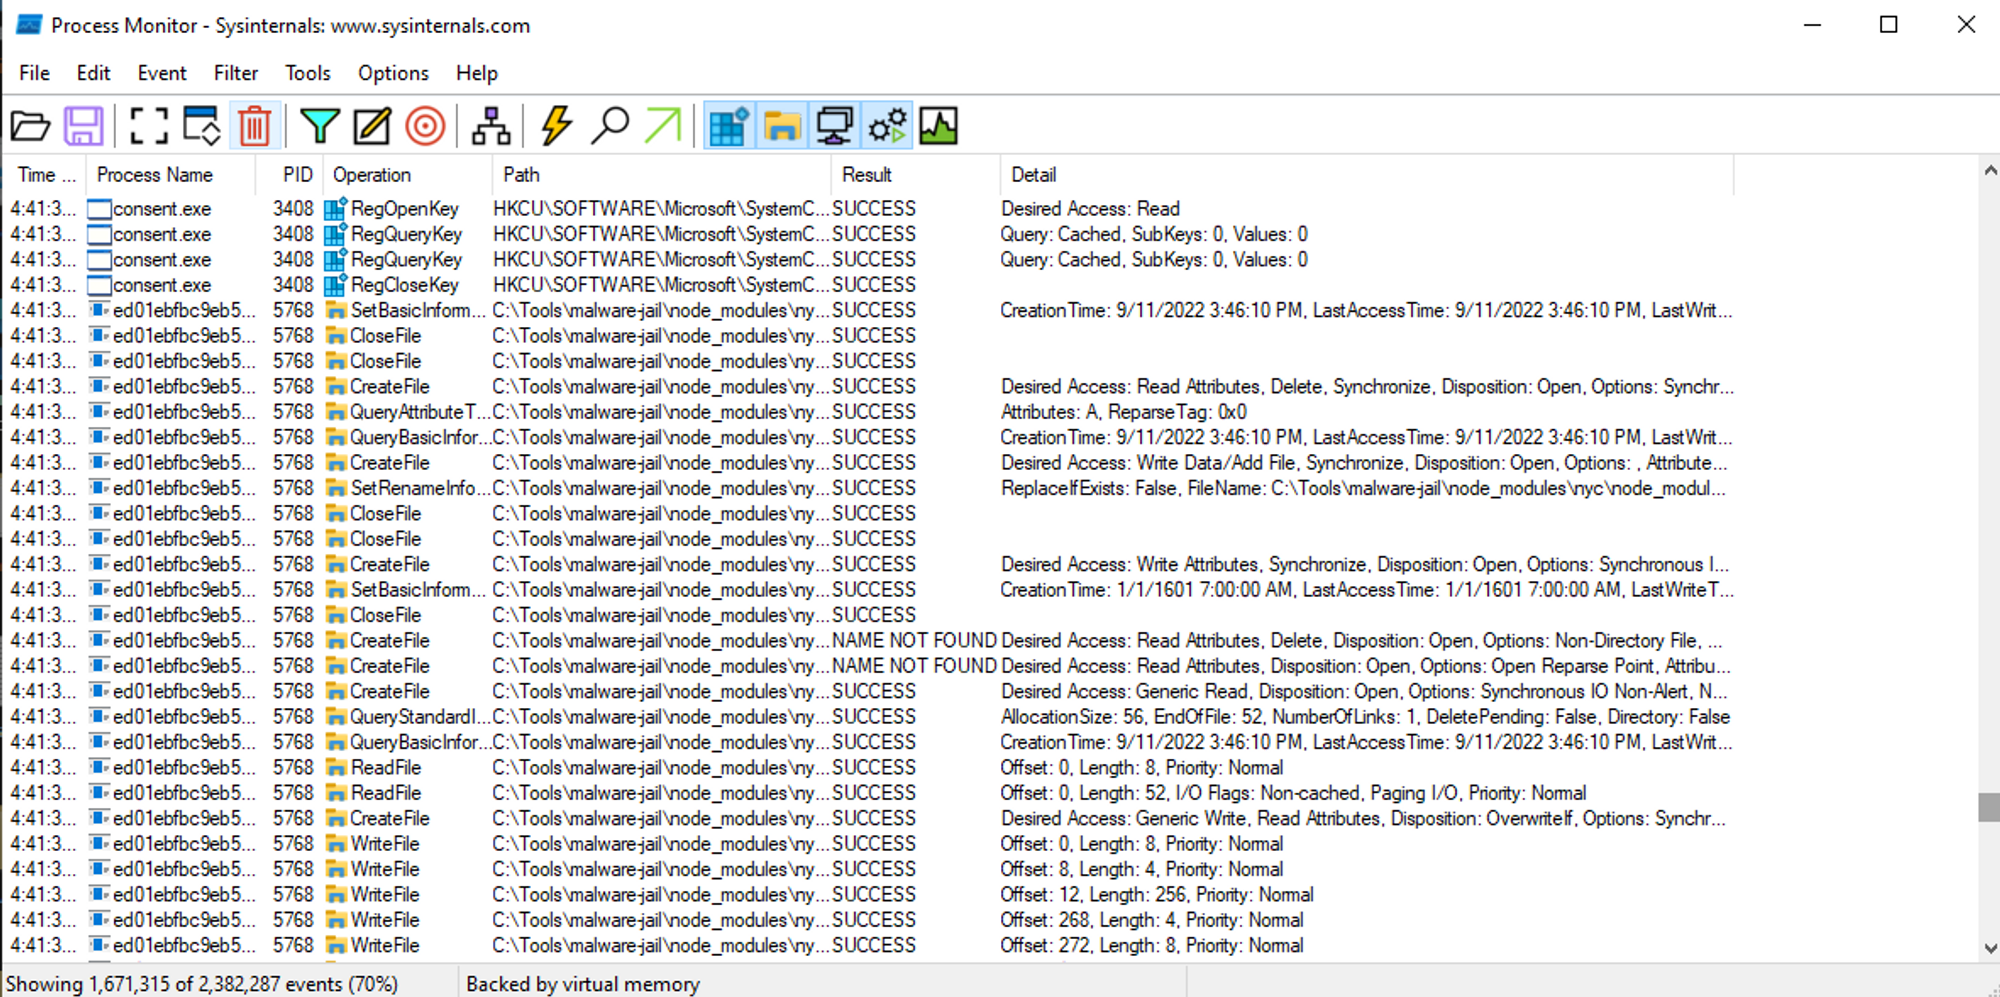 Process Monitor - Sysinternals: www.sysinternals.com
File Edit Event Filter Tools Options Help
Time ... Process Name PID Operation Path Result Detail
4:41:3... consent.exe 3408 RegOpenKey HKCU\SOFTWARE\Microsoft\SystemC... SUCCESS Desired Access: Read
4:41:3... consent.exe 3408 RegQueryKey HKCU\SOFTWARE\Microsoft\SystemC... SUCCESS Query: Cached, SubKeys: 0, Values: 0
4:41:3... consent.exe 3408 RegQueryKey HKCU\SOFTWARE\Microsoft\SystemC... SUCCESS Query: Cached, SubKeys: 0, Values: 0
4:41:3... consent.exe 3408 RegCloseKey HKCU\SOFTWARE\Microsoft\SystemC... SUCCESS
4:41:3... ed01ebfbc9eb5... 5768 SetBasicInform... C:\Tools\malware-jail\node_modules\ny... SUCCESS CreationTime: 9/11/2022 3:46:10 PM, LastAccessTime: 9/11/2022 3:46:10 PM, LastWrit...
4:41:3... ed01ebfbc9eb5... 5768 CloseFile C:\Tools\malware-jail\node_modules\ny... SUCCESS
4:41:3... ed01ebfbc9eb5... 5768 CloseFile C:\Tools\malware-jail\node_modules\ny... SUCCESS
4:41:3... ed01ebfbc9eb5... 5768 CreateFile C:\Tools\malware-jail\node_modules\ny... SUCCESS Desired Access: Read Attributes, Delete, Synchronize, Disposition: Open, Options: Synchr...
4:41:3... ed01ebfbc9eb5... 5768 QueryAttributeT... C:\Tools\malware-jail\node_modules\ny... SUCCESS Attributes: A, ReparseTag: 0x0
4:41:3... ed01ebfbc9eb5... 5768 QueryBasicInfor... C:\Tools\malware-jail\node_modules\ny... SUCCESS CreationTime: 9/11/2022 3:46:10 PM, LastAccessTime: 9/11/2022 3:46:10 PM, LastWrit...
4:41:3... ed01ebfbc9eb5... 5768 CreateFile C:\Tools\malware-jail\node_modules\ny... SUCCESS Desired Access: Write Data/Add File, Synchronize, Disposition: Open, Options: , Attribute...
4:41:3... ed01ebfbc9eb5... 5768 SetRenameInfo... C:\Tools\malware-jail\node_modules\ny... SUCCESS ReplaceIfExists: False, FileName: C:\Tools\malware-jail\node_modules\nyc\node_modul...
4:41:3... ed01ebfbc9eb5... 5768 CloseFile C:\Tools\malware-jail\node_modules\ny... SUCCESS
4:41:3... ed01ebfbc9eb5... 5768 CloseFile C:\Tools\malware-jail\node_modules\ny... SUCCESS
4:41:3... ed01ebfbc9eb5... 5768 CreateFile C:\Tools\malware-jail\node_modules\ny... SUCCESS Desired Access: Write Attributes, Synchronize, Disposition: Open, Options: Synchronous I...
4:41:3... ed01ebfbc9eb5... 5768 SetBasicInform... C:\Tools\malware-jail\node_modules\ny... SUCCESS CreationTime: 1/1/1601 7:00:00 AM, LastAccessTime: 1/1/1601 7:00:00 AM, LastWriteT...
4:41:3... ed01ebfbc9eb5... 5768 CloseFile C:\Tools\malware-jail\node_modules\ny... SUCCESS
4:41:3... ed01ebfbc9eb5... 5768 CreateFile C:\Tools\malware-jail\node_modules\ny... NAME NOT FOUND Desired Access: Read Attributes, Delete, Disposition: Open, Options: Non-Directory File, ...
4:41:3... ed01ebfbc9eb5... 5768 CreateFile C:\Tools\malware-jail\node_modules\ny... NAME NOT FOUND Desired Access: Read Attributes, Disposition: Open, Options: Open Reparse Point, Attribu...
4:41:3... ed01ebfbc9eb5... 5768 CreateFile C:\Tools\malware-jail\node_modules\ny... SUCCESS Desired Access: Generic Read, Disposition: Open, Options: Synchronous IO Non-Alert, N...
4:41:3... ed01ebfbc9eb5... 5768 QueryStandardI... C:\Tools\malware-jail\node_modules\ny... SUCCESS AllocationSize: 56, EndOfFile: 52, NumberOfLinks: 1, DeletePending: False, Directory: False
4:41:3... ed01ebfbc9eb5... 5768 QueryBasicInfor... C:\Tools\malware-jail\node_modules\ny... SUCCESS CreationTime: 9/11/2022 3:46:10 PM, LastAccessTime: 9/11/2022 3:46:10 PM, LastWrit...
4:41:3... ed01ebfbc9eb5... 5768 ReadFile C:\Tools\malware-jail\node_modules\ny... SUCCESS Offset: 0, Length: 8, Priority: Normal
4:41:3... ed01ebfbc9eb5... 5768 ReadFile C:\Tools\malware-jail\node_modules\ny... SUCCESS Offset: 0, Length: 52, I/O Flags: Non-cached, Paging I/O, Priority: Normal
4:41:3... ed01ebfbc9eb5... 5768 CreateFile C:\Tools\malware-jail\node_modules\ny... SUCCESS Desired Access: Generic Write, Read Attributes, Disposition: OverwriteIf, Options: Synchr...
4:41:3... ed01ebfbc9eb5... 5768 WriteFile C:\Tools\malware-jail\node_modules\ny... SUCCESS Offset: 0, Length: 8, Priority: Normal
4:41:3... ed01ebfbc9eb5... 5768 WriteFile C:\Tools\malware-jail\node_modules\ny... SUCCESS Offset: 8, Length: 4, Priority: Normal
4:41:3... ed01ebfbc9eb5... 5768 WriteFile C:\Tools\malware-jail\node_modules\ny... SUCCESS Offset: 12, Length: 256, Priority: Normal
4:41:3... ed01ebfbc9eb5... 5768 WriteFile C:\Tools\malware-jail\node_modules\ny... SUCCESS Offset: 268, Length: 4, Priority: Normal
4:41:3... ed01ebfbc9eb5... 5768 WriteFile C:\Tools\malware-jail\node_modules\ny... SUCCESS Offset: 272, Length: 8, Priority: Normal
Showing 1,671,315 of 2,382,287 events (70%) Backed by virtual memory